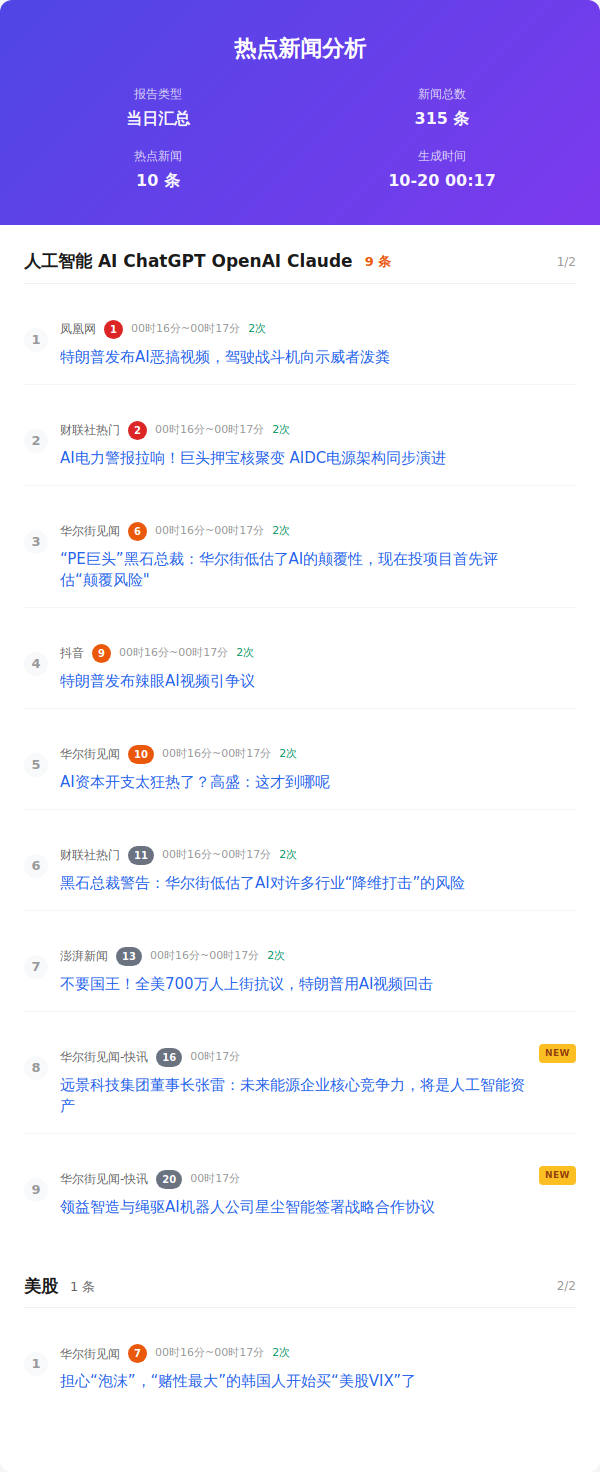 热点新闻分析
报告类型
新闻总数
当日汇总
315 条
热点新闻
生成时间
10 条
10-20 00:17
人工智能 AI ChatGPT OpenAI Claude 9 条 1/2
1
凤凰网 1 00时16分~00时17分 2次
特朗普发布AI恶搞视频，驾驶战斗机向示威者泼粪
2
财联社热门 2 00时16分~00时17分 2次
AI电力警报拉响！巨头押宝核聚变 AIDC电源架构同步演进
3
华尔街见闻 6 00时16分~00时17分 2次
“PE巨头”黑石总裁：华尔街低估了AI的颠覆性，现在投项目首先评
估“颠覆风险"
4
抖音 9 00时16分~00时17分 2次
特朗普发布辣眼AI视频引争议
5
华尔街见闻 10 00时16分~00时17分 2次
AI资本开支太狂热了？高盛：这才到哪呢
6
财联社热门 11 00时16分~00时17分 2次
黑石总裁警告：华尔街低估了AI对许多行业“降维打击”的风险
7
澎湃新闻 13 00时16分~00时17分 2次
不要国王！全美700万人上街抗议，特朗普用AI视频回击
8
华尔街见闻-快讯 16 00时17分 NEW
远景科技集团董事长张雷：未来能源企业核心竞争力，将是人工智能资
产
9
华尔街见闻-快讯 20 00时17分 NEW
领益智造与绳驱AI机器人公司星尘智能签署战略合作协议
美股 1 条 2/2
1
华尔街见闻 7 00时16分~00时17分 2次
担心“泡沫”，“赌性最大”的韩国人开始买“美股VIX”了